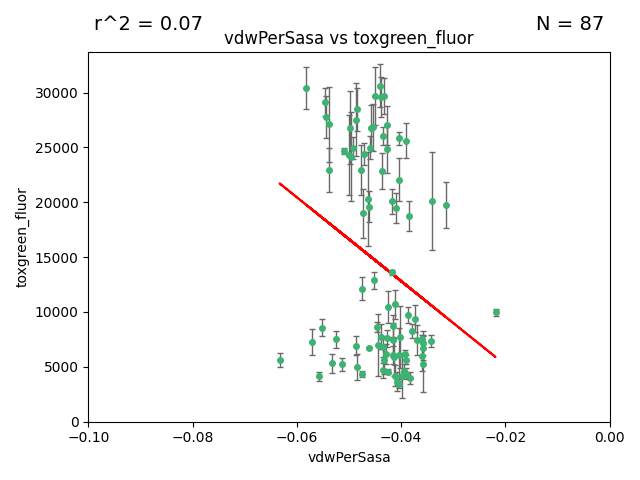 r^2 = 0.07
N = 87
vdwPerSasa vs toxgreen_fluor
30000
25000
20000
15000
10000
5000
0
toxgreen_fluor
−0.10
−0.08
−0.06
−0.04
−0.02
0.00
vdwPerSasa